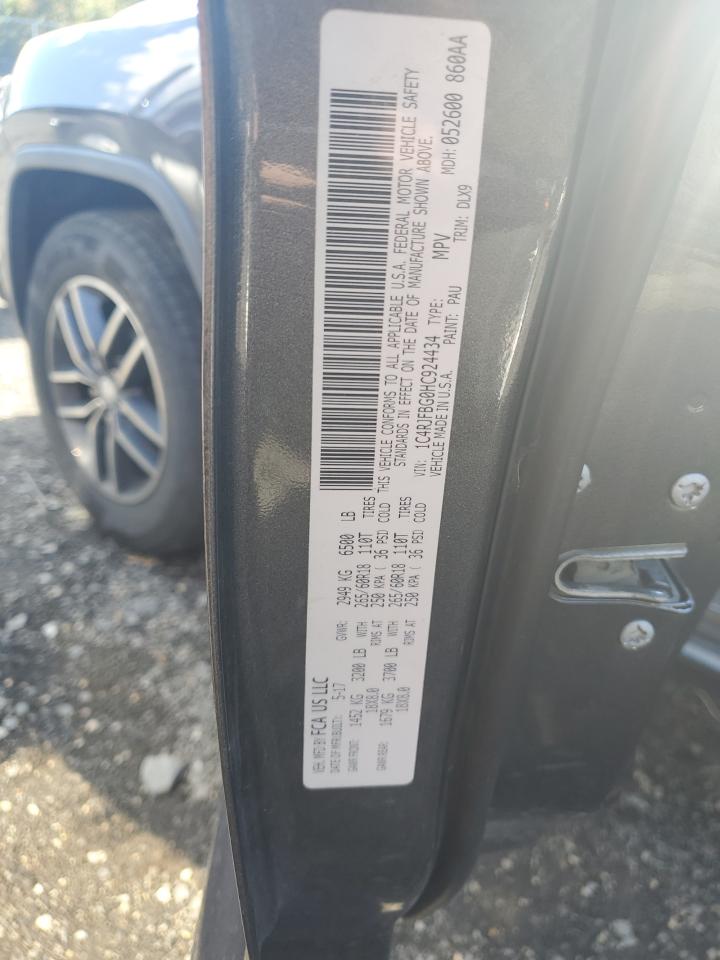 VEH. MFD BY FCA US LLC
DATE OF MFR(BUILT): 5-17 GVWR: 2949 KG 6500 LB
GAWR FRONT: 1452 KG 3200 LB WITH 265/60R18 110T TIRES
18X8.0 RIMS AT 250 KPA ( 36 PSI) COLD
GAWR REAR: 1679 KG 3700 LB WITH 265/60R18 110T TIRES
18X8.0 RIMS AT 250 KPA ( 36 PSI) COLD
THIS VEHICLE CONFORMS TO ALL APPLICABLE U.S.A. FEDERAL MOTOR VEHICLE SAFETY
STANDARDS IN EFFECT ON THE DATE OF MANUFACTURE SHOWN ABOVE.
VIN: 1C4RJFBG0HC924434 TYPE: MPV MDH: 052600 860AA
VEHICLE MADE IN U.S.A. PAINT: PAU TRIM: DLX9